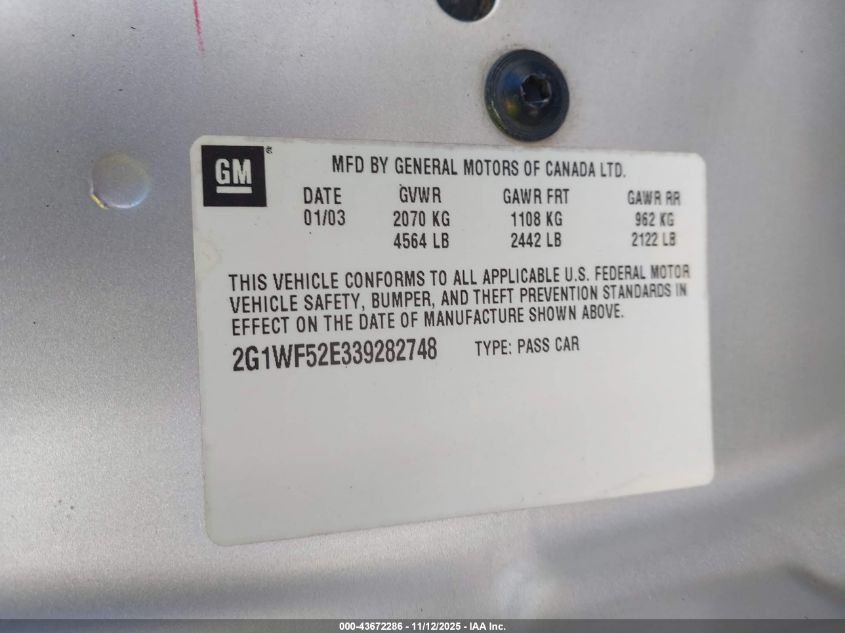 GM®
MFD BY GENERAL MOTORS OF CANADA LTD.
DATE GVWR GAWR FRT GAWR RR
01/03 2070 KG 1108 KG 962 KG
4564 LB 2442 LB 2122 LB
THIS VEHICLE CONFORMS TO ALL APPLICABLE U.S. FEDERAL MOTOR
VEHICLE SAFETY, BUMPER, AND THEFT PREVENTION STANDARDS IN
EFFECT ON THE DATE OF MANUFACTURE SHOWN ABOVE.
2G1WF52E339282748 TYPE: PASS CAR
000-43672286 - 11/12/2025 - IAA Inc.